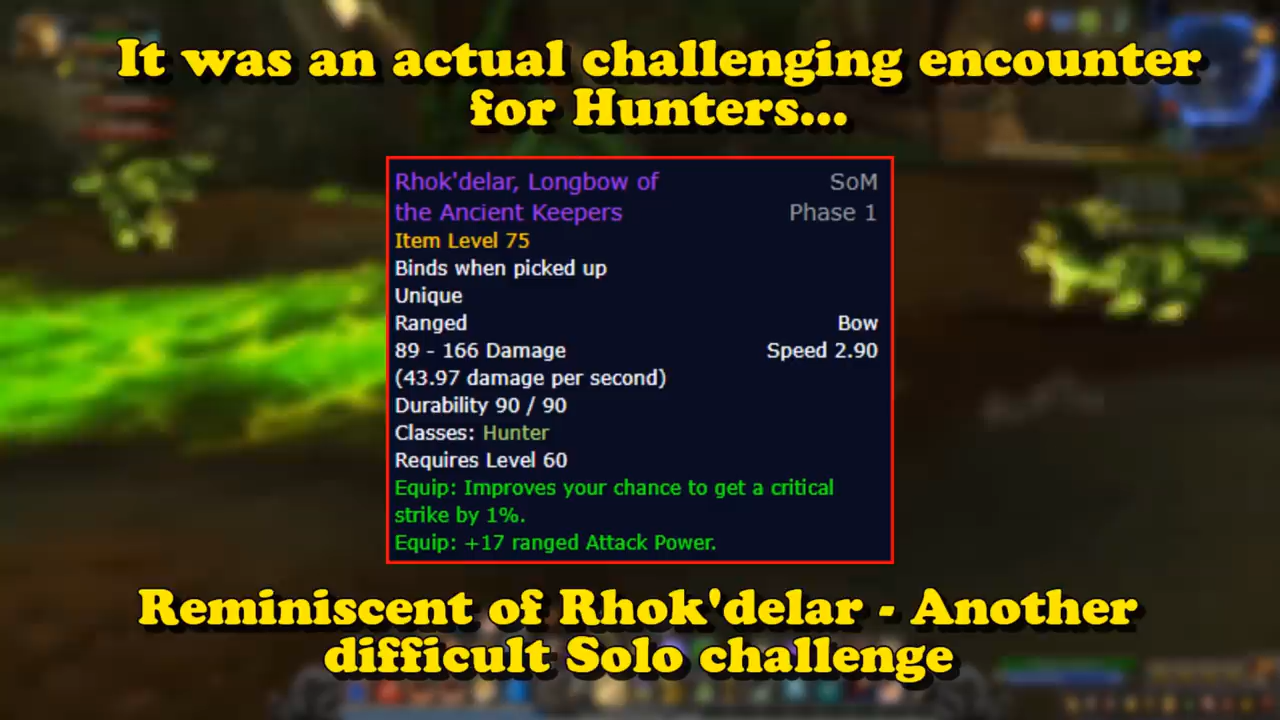 It was an actual challenging encounter
for Hunters...
Rhok'delar, Longbow of SoM
the Ancient Keepers Phase 1
Item Level 75
Binds when picked up
Unique
Ranged Bow
89 - 166 Damage Speed 2.90
(43.97 damage per second)
Durability 90 / 90
Classes: Hunter
Requires Level 60
Equip: Improves your chance to get a critical
strike by 1%.
Equip: +17 ranged Attack Power.
Reminiscent of Rhok'delar - Another
difficult Solo challenge